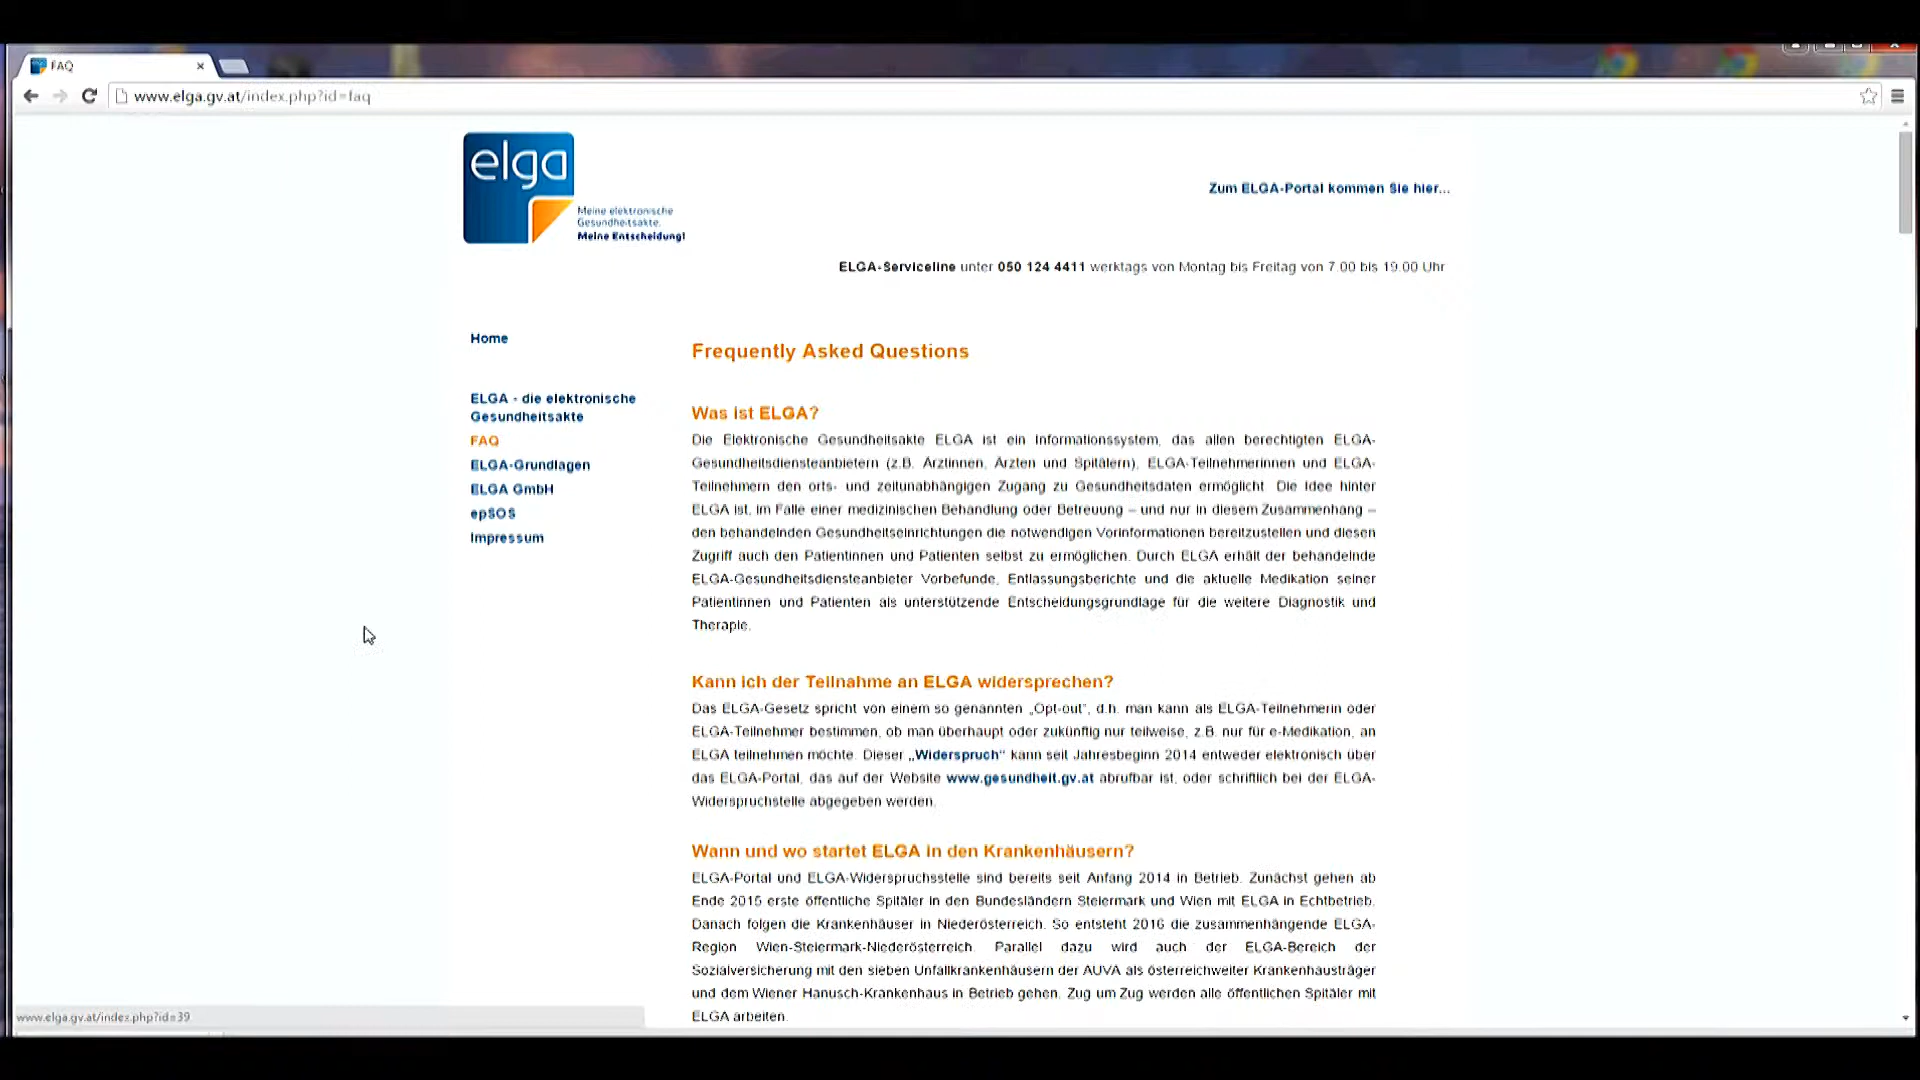 FAQ
www.elga.gv.at/index.php?id=faq
elga
Meine elektronische
Gesundheitsakte.
Meine Entscheidung!
Zum ELGA-Portal kommen Sie hier...
ELGA-Serviceline unter 050 124 4411 werktags von Montag bis Freitag von 7.00 bis 19.00 Uhr
Home
ELGA - die elektronische
Gesundheitsakte
FAQ
ELGA-Grundlagen
ELGA GmbH
epSOS
Impressum
Frequently Asked Questions
Was ist ELGA?
Die Elektronische Gesundheitsakte ELGA ist ein Informationssystem, das allen berechtigten ELGA-
Gesundheitsdiensteanbietern (z.B. Ärztinnen, Ärzten und Spitälern), ELGA-Teilnehmerinnen und ELGA-
Teilnehmern den orts- und zeitunabhängigen Zugang zu Gesundheitsdaten ermöglicht. Die Idee hinter
ELGA ist, im Falle einer medizinischen Behandlung oder Betreuung – und nur in diesem Zusammenhang –
den behandelnden Gesundheitseinrichtungen die notwendigen Vorinformationen bereitzustellen und diesen
Zugriff auch den Patientinnen und Patienten selbst zu ermöglichen. Durch ELGA erhält der behandelnde
ELGA-Gesundheitsdiensteanbieter Vorbefunde, Entlassungsberichte und die aktuelle Medikation seiner
Patientinnen und Patienten als unterstützende Entscheidungsgrundlage für die weitere Diagnostik und
Therapie.
Kann ich der Teilnahme an ELGA widersprechen?
Das ELGA-Gesetz spricht von einem so genannten „Opt-out“, d.h. man kann als ELGA-Teilnehmerin oder
ELGA-Teilnehmer bestimmen, ob man überhaupt oder zukünftig nur teilweise, z.B. nur für e-Medikation, an
ELGA teilnehmen möchte. Dieser „Widerspruch“ kann seit Jahresbeginn 2014 entweder elektronisch über
das ELGA-Portal, das auf der Website www.gesundheit.gv.at abrufbar ist, oder schriftlich bei der ELGA-
Widerspruchstelle abgegeben werden.
Wann und wo startet ELGA in den Krankenhäusern?
ELGA-Portal und ELGA-Widerspruchsstelle sind bereits seit Anfang 2014 in Betrieb. Zunächst gehen ab
Ende 2015 erste öffentliche Spitäler in den Bundesländern Steiermark und Wien mit ELGA in Echtbetrieb.
Danach folgen die Krankenhäuser in Niederösterreich. So entsteht 2016 die zusammenhängende ELGA-
Region Wien-Steiermark-Niederösterreich. Parallel dazu wird auch der ELGA-Bereich der
Sozialversicherung mit den sieben Unfallkrankenhäusern der AUVA als österreichweiter Krankenhausträger
und dem Wiener Hanusch-Krankenhaus in Betrieb gehen. Zug um Zug werden alle öffentlichen Spitäler mit
ELGA arbeiten.
www.elga.gv.at/index.php?id=39